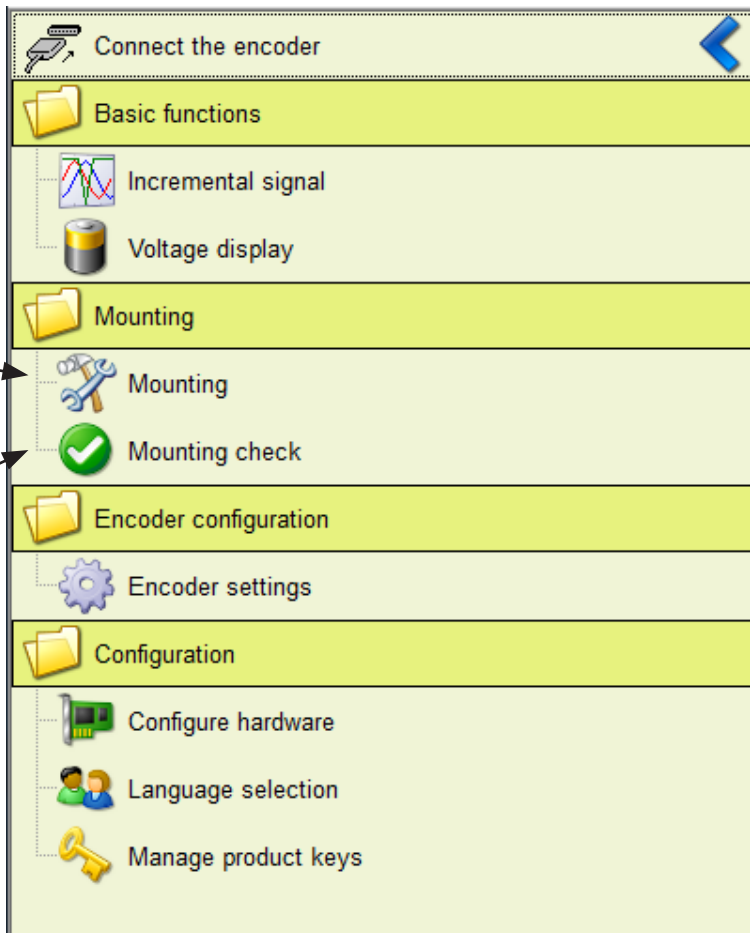 Connect the encoder
Basic functions
Incremental signal
Voltage display
Mounting
Mounting
Mounting check
Encoder configuration
Encoder settings
Configuration
Configure hardware
Language selection
Manage product keys